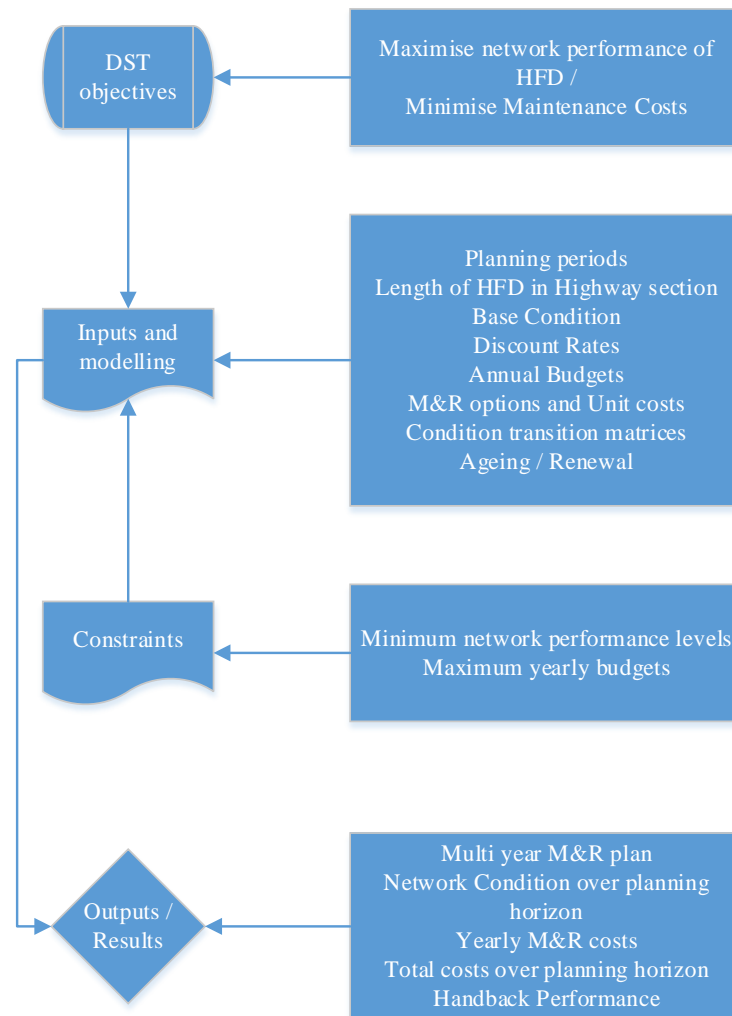 DST
objectives
Maximise network performance of
HFD /
Minimise Maintenance Costs
Inputs and
modelling
Planning periods
Length of HFD in Highway section
Base Condition
Discount Rates
Annual Budgets
M&R options and Unit costs
Condition transition matrices
Ageing / Renewal
Constraints
Minimum network performance levels
Maximum yearly budgets
Outputs /
Results
Multi year M&R plan
Network Condition over planning
horizon
Yearly M&R costs
Total costs over planning horizon
Handback Performance